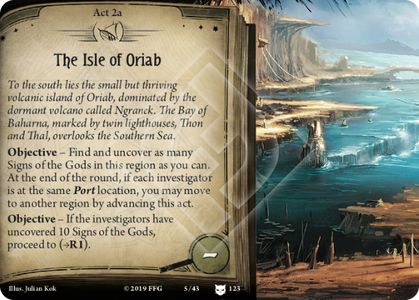 Act 2a
The Isle of Oriab
To the south lies the small but thriving
volcanic island of Oriab, dominated by the
dormant volcano called Ngranek. The Bay of
Baharna, marked by twin lighthouses, Thon
and Thal, overlooks the Southern Sea.
Objective – Find and uncover as many
Signs of the Gods in this region as you can.
At the end of the round, if each investigator
is at the same Port location, you may move
to another region by advancing this act.
Objective – If the investigators have
uncovered 10 Signs of the Gods,
proceed to (→R1).
–
Illus. Julian Kok
© 2019 FFG
5/43
123